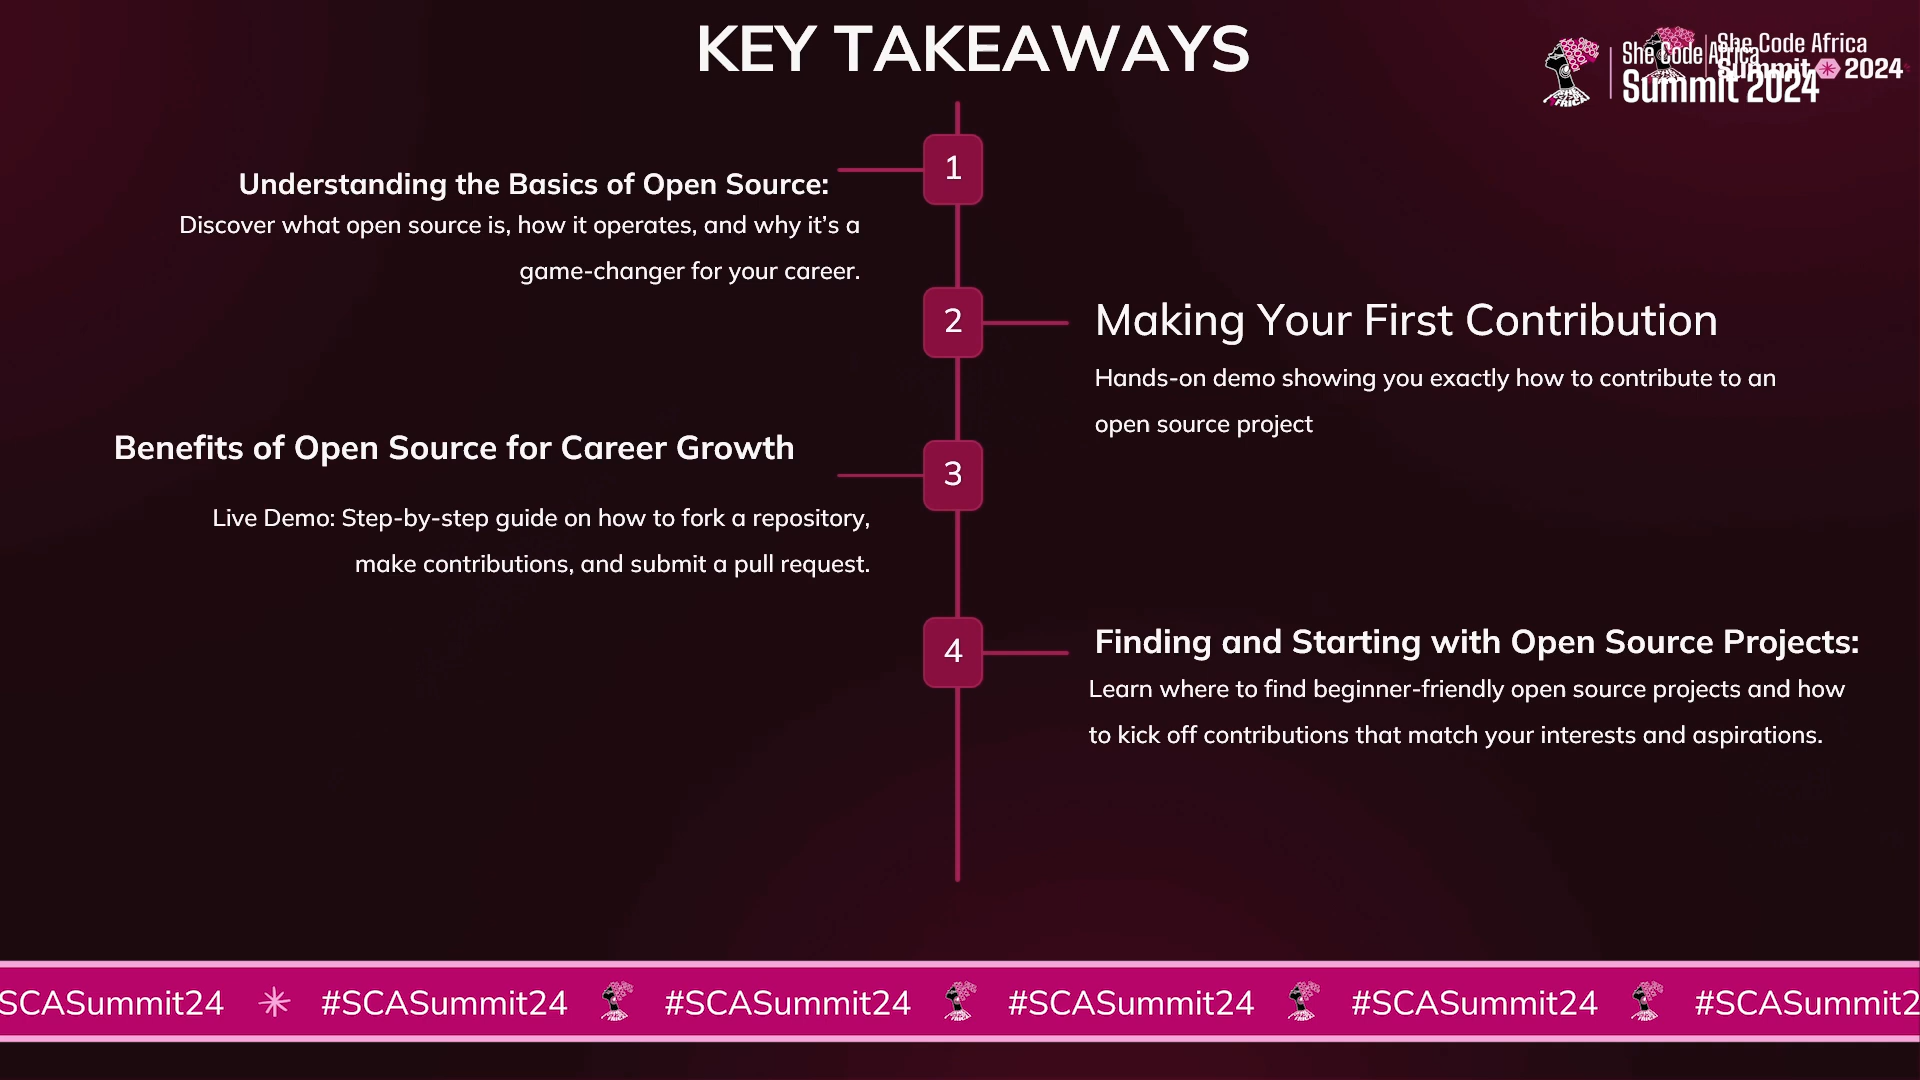 KEY TAKEAWAYS
She Code Africa
Summit 2024
She Code Africa
Summit 2024
1
Understanding the Basics of Open Source:
Discover what open source is, how it operates, and why it’s a
game-changer for your career.
2
Making Your First Contribution
Hands-on demo showing you exactly how to contribute to an
open source project
3
Benefits of Open Source for Career Growth
Live Demo: Step-by-step guide on how to fork a repository,
make contributions, and submit a pull request.
4
Finding and Starting with Open Source Projects:
Learn where to find beginner-friendly open source projects and how
to kick off contributions that match your interests and aspirations.
SCASummit24 #SCASummit24 #SCASummit24 #SCASummit24 #SCASummit24 #SCASummit2